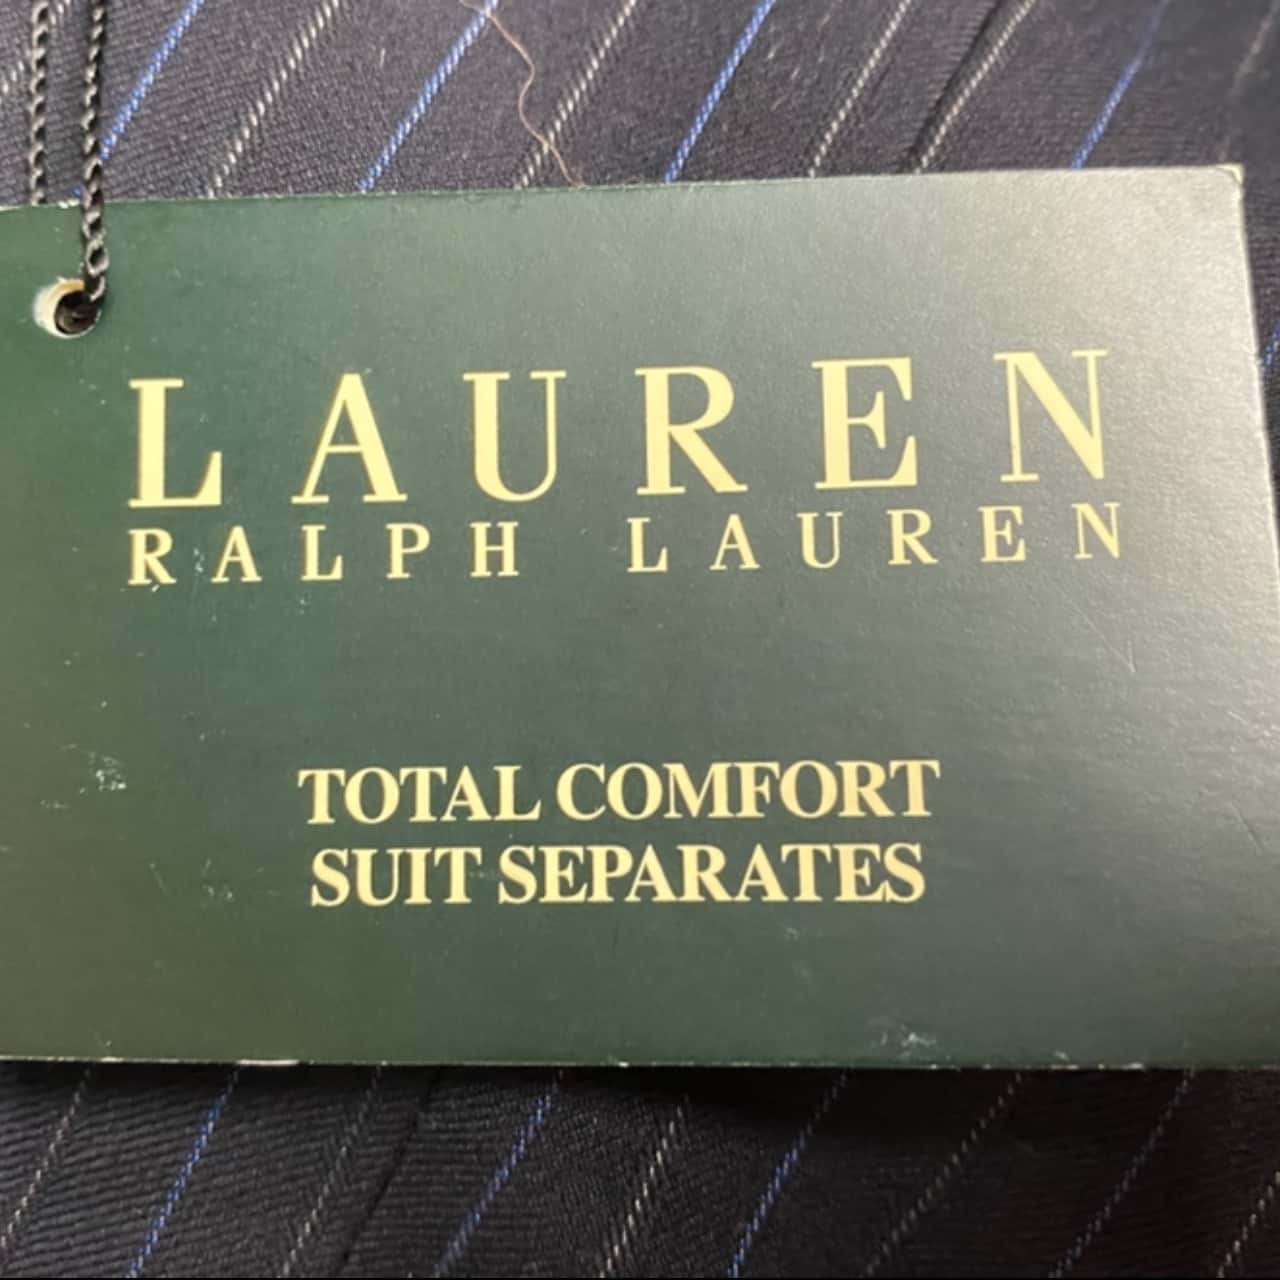 LAUREN
RALPH LAUREN
TOTAL COMFORT
SUIT SEPARATES